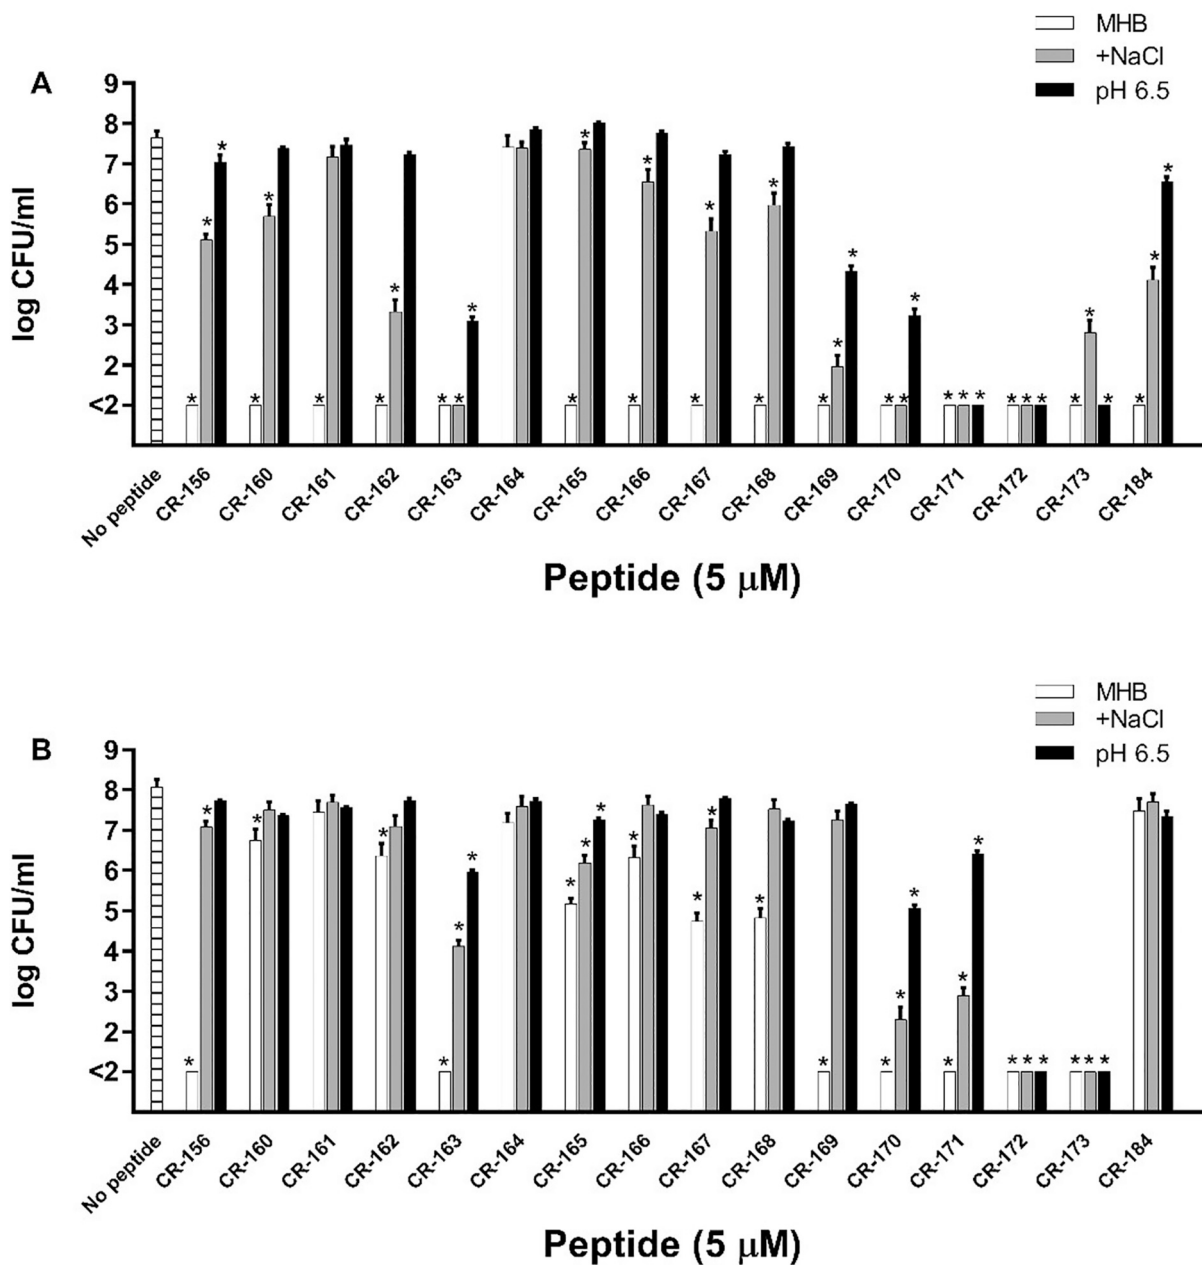 A
MHB
+NaCl
pH 6.5
9
8
7
6
5
4
3
2
<2
log CFU/ml
* * * * * * * * * * * * * * * * * * * * * * * * * * * * * * * * * * *
No peptide
CR-156
CR-160
CR-161
CR-162
CR-163
CR-164
CR-165
CR-166
CR-167
CR-168
CR-169
CR-170
CR-171
CR-172
CR-173
CR-184
Peptide (5 μM)
B
MHB
+NaCl
pH 6.5
9
8
7
6
5
4
3
2
<2
log CFU/ml
* * * * * * * * * * * * * * * * * * * * * * * * * *
No peptide
CR-156
CR-160
CR-161
CR-162
CR-163
CR-164
CR-165
CR-166
CR-167
CR-168
CR-169
CR-170
CR-171
CR-172
CR-173
CR-184
Peptide (5 μM)